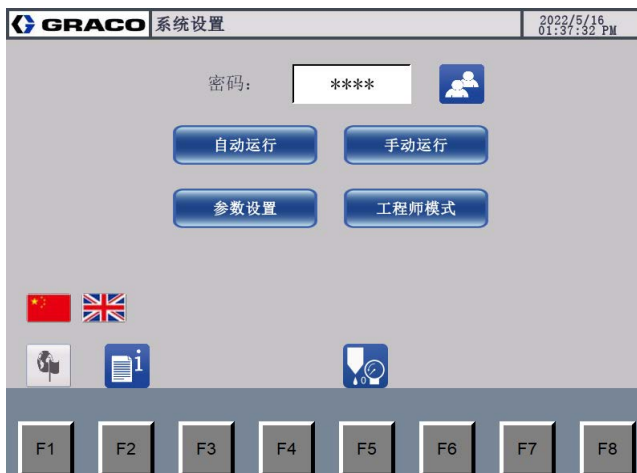 GRACO 系统设置 2022/5/16
01:37:32 PM
密码： ****
自动运行 手动运行
参数设置 工程师模式
i
0
F1 F2 F3 F4 F5 F6 F7 F8